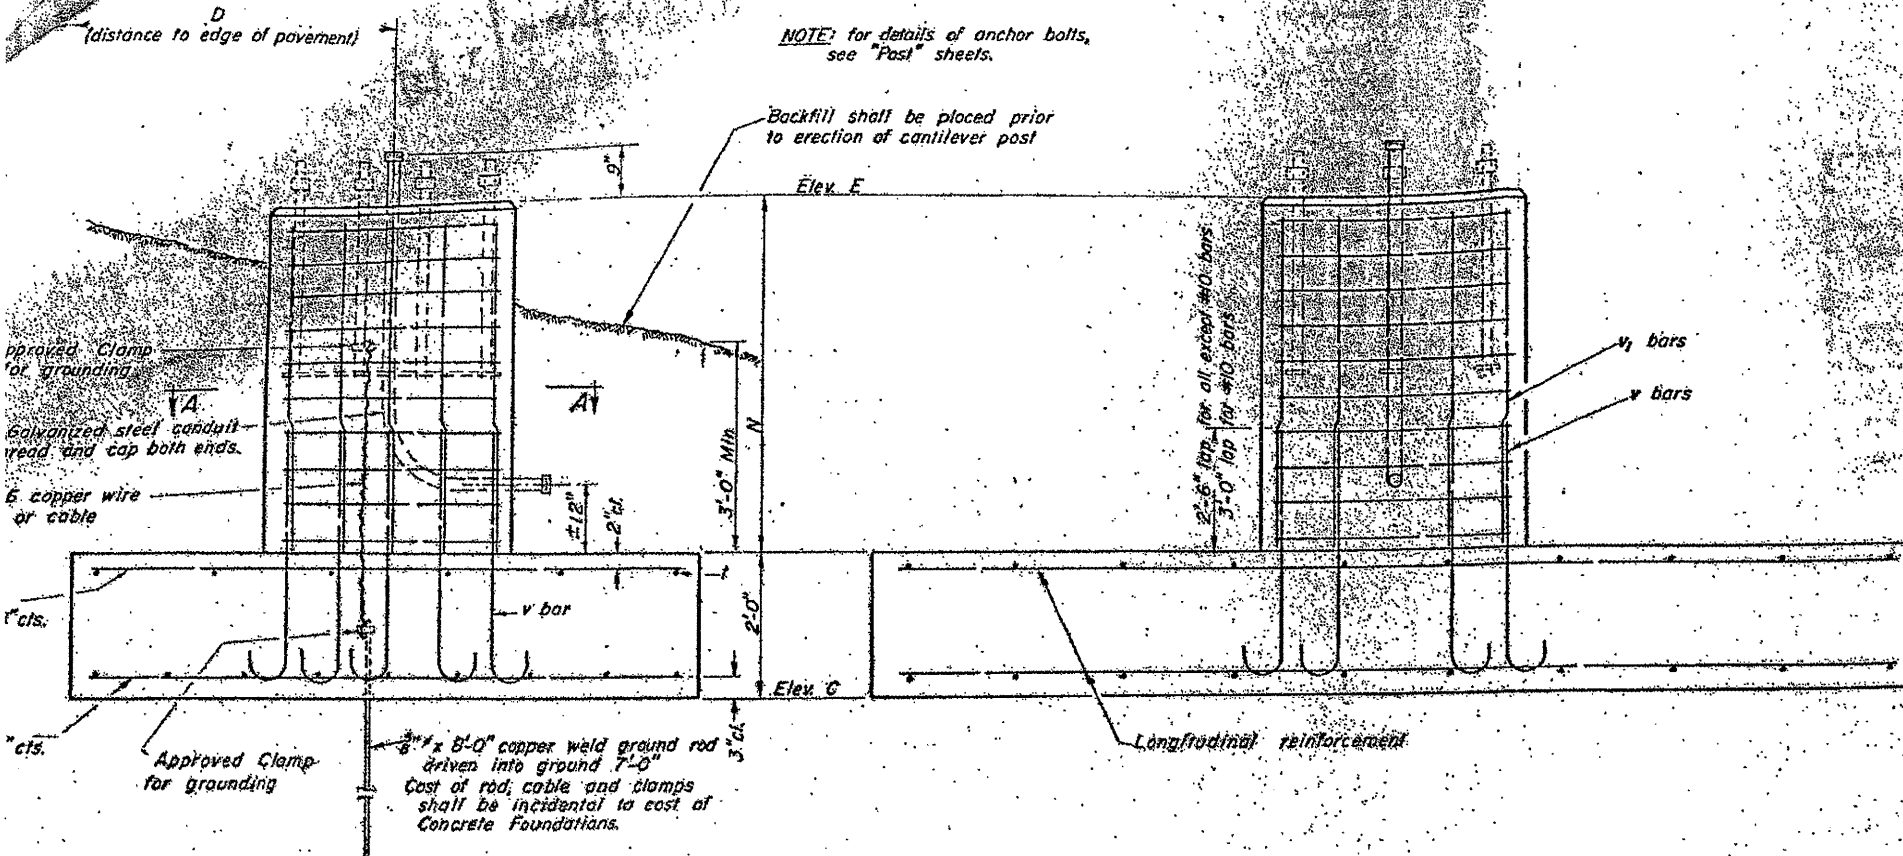 D
(distance to edge of pavement)
NOTE: for details of anchor bolts,
see "Post" sheets.
Backfill shall be placed prior
to erection of cantilever post
9"
Elev. E
pproved Clamp
for grounding
A
A
Galvanized steel conduit
read and cap both ends.
6 copper wire
or cable
±12"
2"cl.
3'-0" Min.
N
2'-6" lap for all except #10 bars
3'-0" lap for #10 bars
v₁ bars
v bars
t
"cts.
v bar
2'-0"
Elev. C
3"cl.
"cts.
Approved Clamp
for grounding
x 8'-0" copper weld ground rod
driven into ground 7'-0"
Cost of rod, cable and clamps
shall be incidental to cost of
Concrete Foundations.
Longitudinal reinforcement